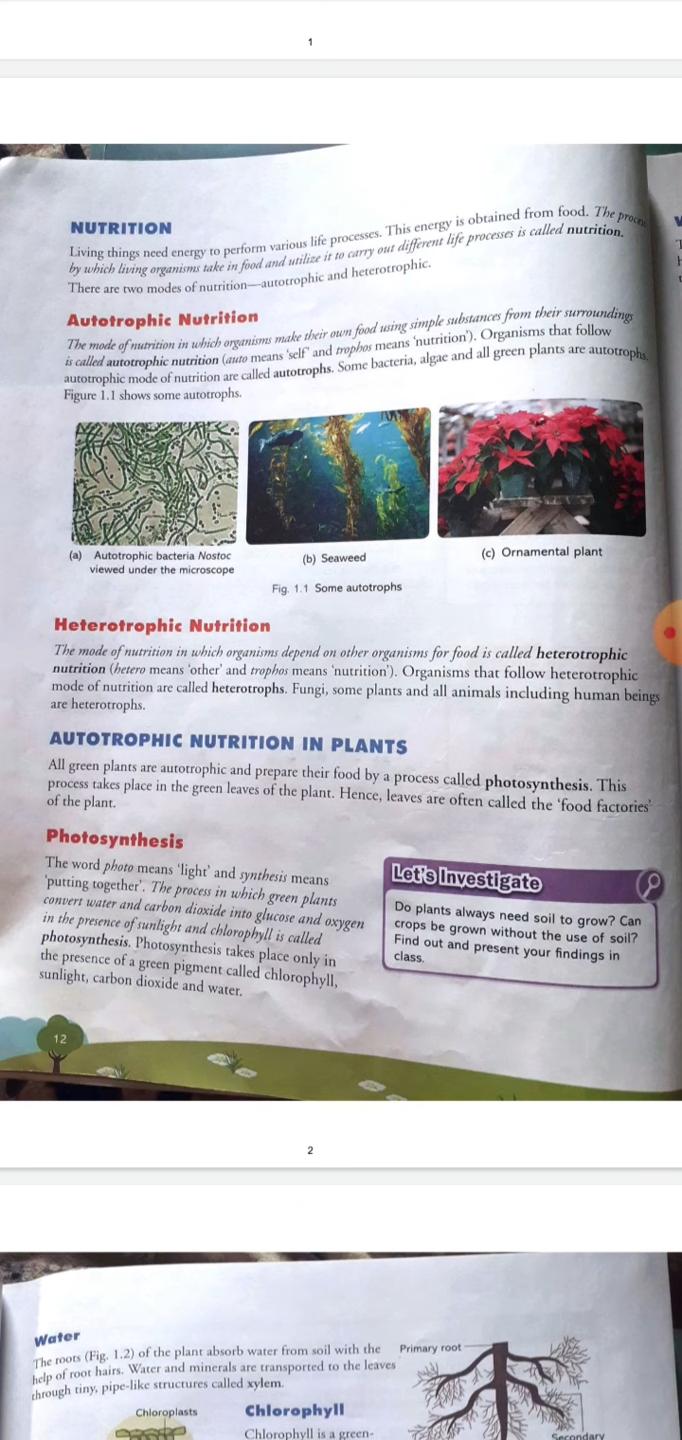 1
NUTRITION
Living things need energy to perform various life processes. This energy is obtained from food. The
by which living organisms take in food and utilize it to carry out different life processes is called nutrition.
There are two modes of nutrition—autotrophic and heterotrophic.
Autotrophic Nutrition
The mode of nutrition in which organisms make their own food using simple substances from their surroundings
is called autotrophic nutrition (auto means 'self' and trophos means 'nutrition'). Organisms that follow
autotrophic mode of nutrition are called autotrophs. Some bacteria, algae and all green plants are autotrophs.
Figure 1.1 shows some autotrophs.
(a) Autotrophic bacteria Nostoc
viewed under the microscope
(b) Seaweed
(c) Ornamental plant
Fig. 1.1 Some autotrophs
Heterotrophic Nutrition
The mode of nutrition in which organisms depend on other organisms for food is called heterotrophic
nutrition (hetero means 'other' and trophos means 'nutrition'). Organisms that follow heterotrophic
mode of nutrition are called heterotrophs. Fungi, some plants and all animals including human beings
are heterotrophs.
AUTOTROPHIC NUTRITION IN PLANTS
All green plants are autotrophic and prepare their food by a process called photosynthesis. This
process takes place in the green leaves of the plant. Hence, leaves are often called the 'food factories'
of the plant.
Photosynthesis
The word photo means 'light' and synthesis means
'putting together'. The process in which green plants
convert water and carbon dioxide into glucose and oxygen
in the presence of sunlight and chlorophyll is called
photosynthesis. Photosynthesis takes place only in
the presence of a green pigment called chlorophyll,
sunlight, carbon dioxide and water.
Let's Investigate
Do plants always need soil to grow? Can
crops be grown without the use of soil?
Find out and present your findings in
class.
12
2
Water
The roots (Fig. 1.2) of the plant absorb water from soil with the
help of root hairs. Water and minerals are transported to the leaves
through tiny, pipe-like structures called xylem.
Primary root
Chloroplasts
Chlorophyll
Chlorophyll is a green-
Secondary